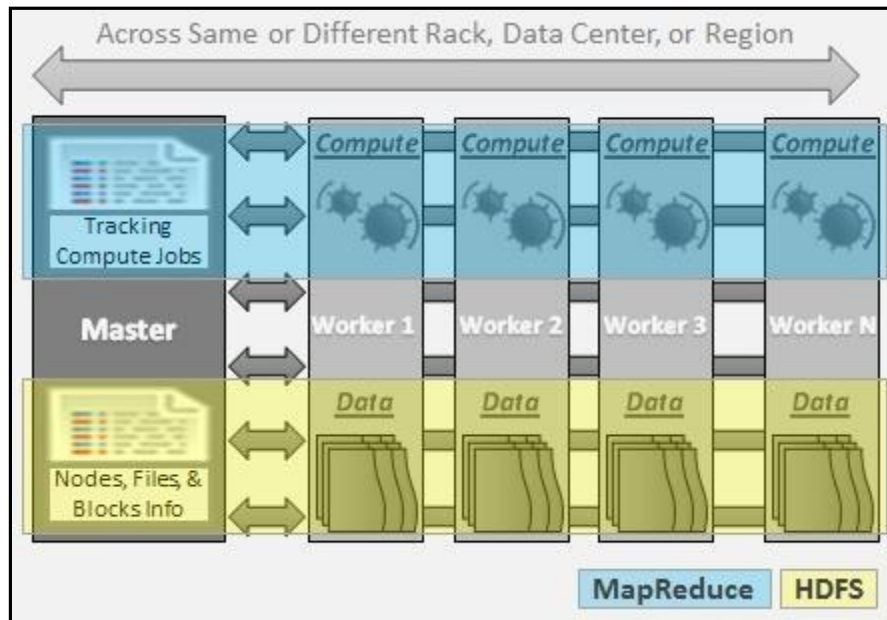 Across Same or Different Rack, Data Center, or Region
Compute Compute Compute Compute
Tracking
Compute Jobs
Master Worker 1 Worker 2 Worker 3 Worker N
Data Data Data Data
Nodes, Files, &
Blocks Info
MapReduce HDFS